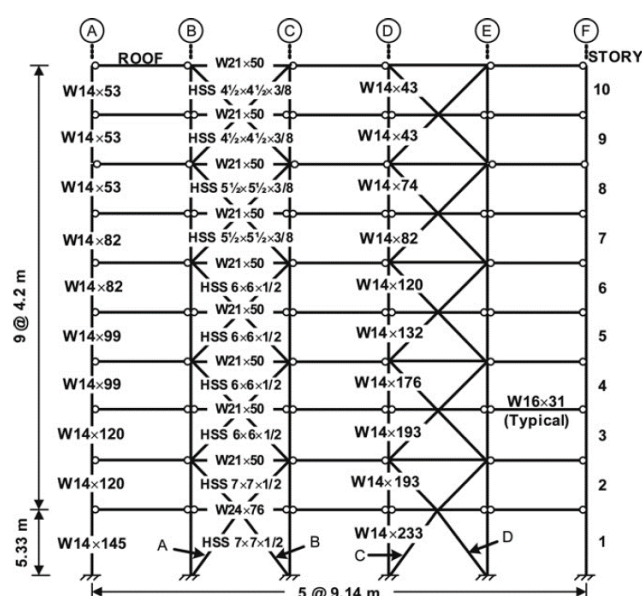 A B C D E F
ROOF W21×50 STORY
W14×53 HSS 4½×4½×3/8 W14×43 10
W21×50
W14×53 HSS 4½×4½×3/8 W14×43 9
W21×50
W14×53 HSS 5½×5½×3/8 W14×74 8
W21×50
W14×82 HSS 5½×5½×3/8 W14×82 7
W21×50
W14×82 HSS 6×6×1/2 W14×120 6
W21×50
W14×99 HSS 6×6×1/2 W14×132 5
W21×50
W14×99 HSS 6×6×1/2 W14×176 4
W21×50 W16×31
(Typical)
W14×120 HSS 6×6×1/2 W14×193 3
W21×50
W14×120 HSS 7×7×1/2 W14×193 2
W24×76
W14×145 HSS 7×7×1/2 W14×233 1
A B C D
9 @ 4.2 m
5.33 m
5 @ 9.14 m